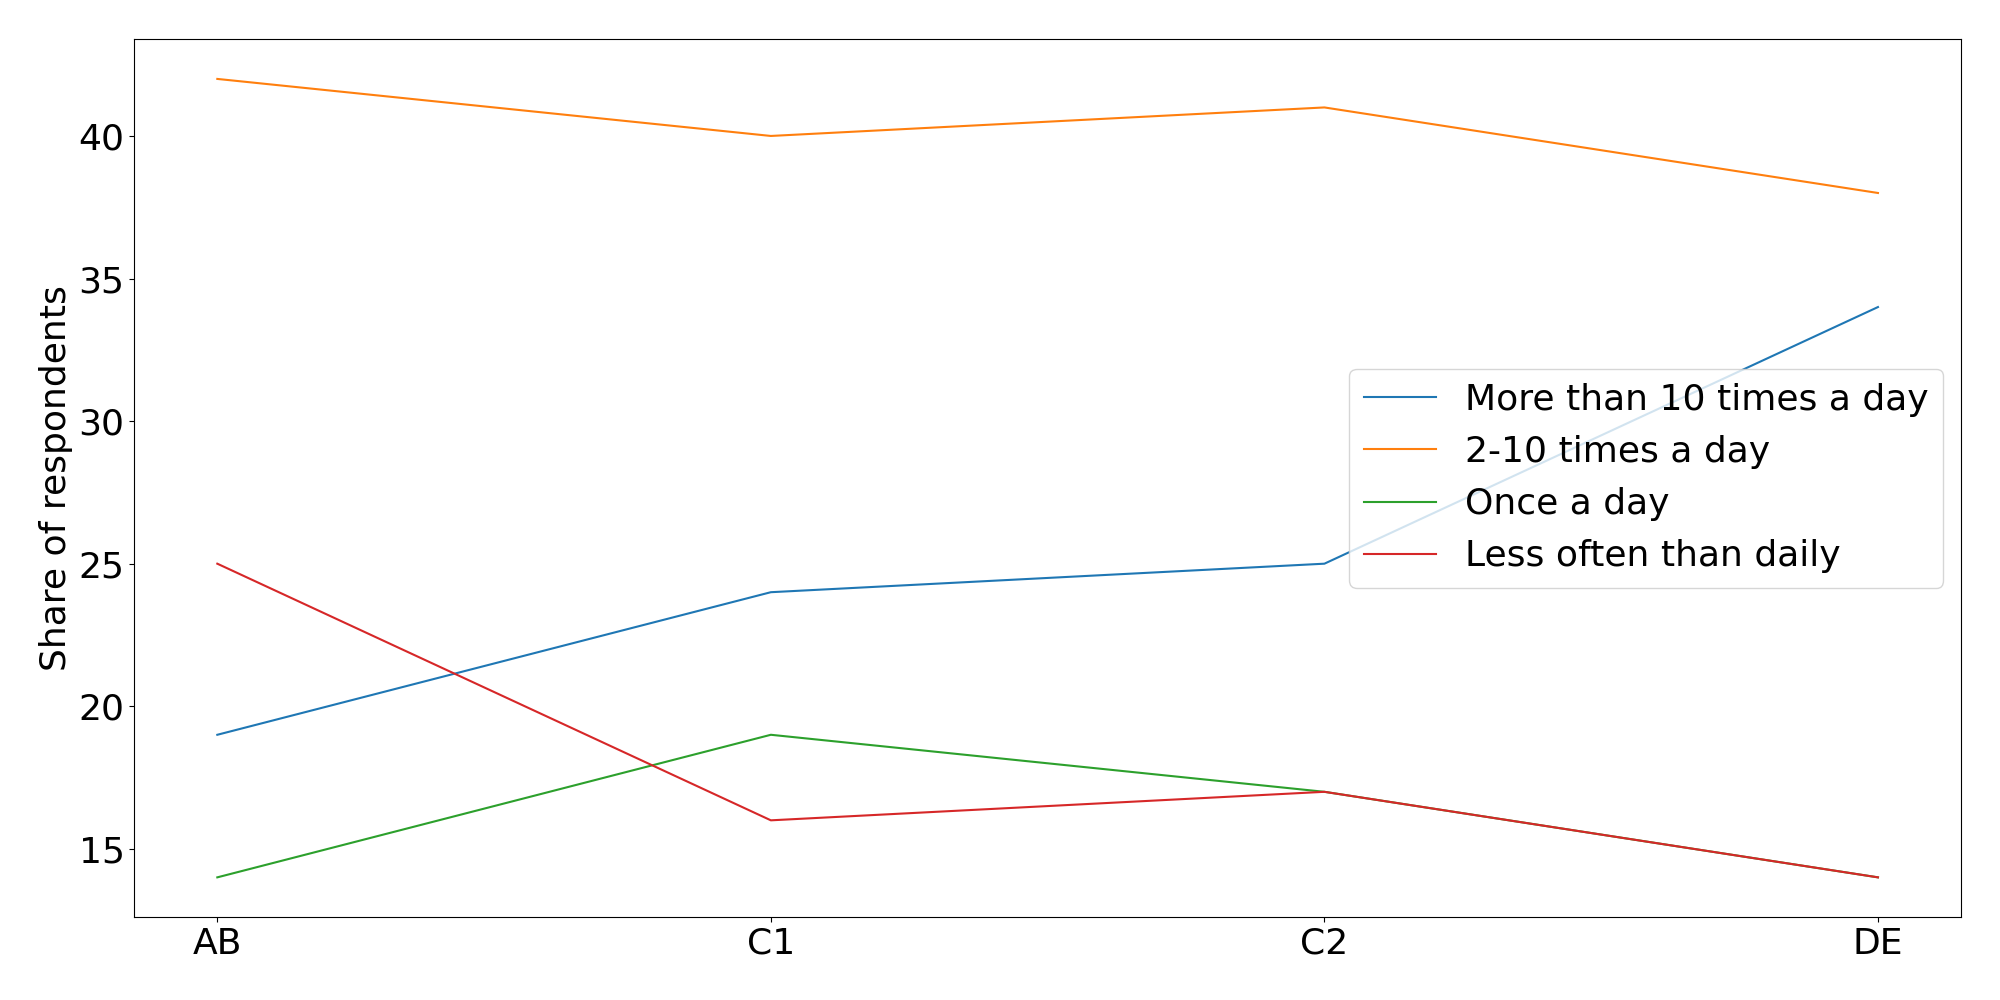 Share of respondents
40
35
30
25
20
15
AB C1 C2 DE
More than 10 times a day
2-10 times a day
Once a day
Less often than daily